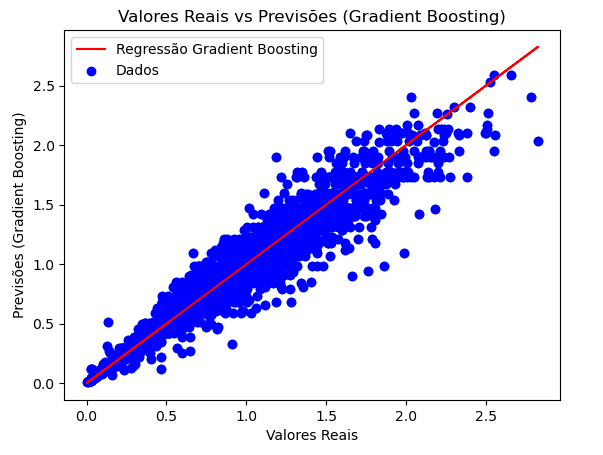 Valores Reais vs Previsões (Gradient Boosting)
Regressão Gradient Boosting
Dados
Previsões (Gradient Boosting)
2.5
2.0
1.5
1.0
0.5
0.0
0.0 0.5 1.0 1.5 2.0 2.5
Valores Reais